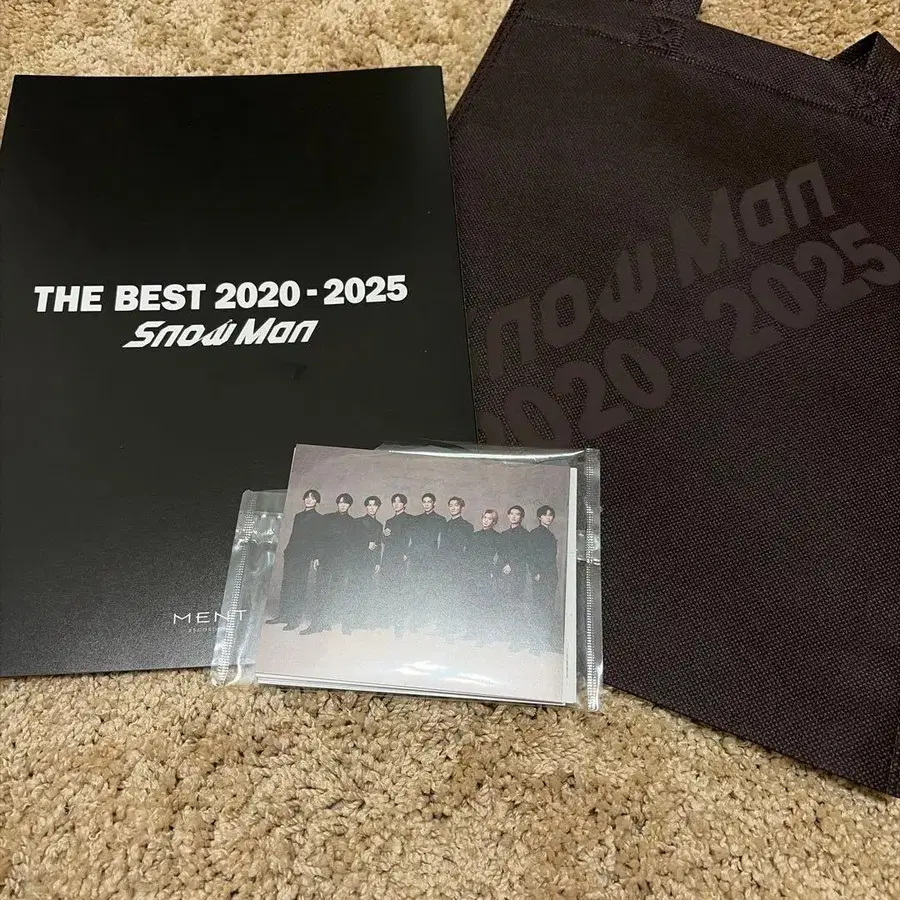 THE BEST 2020 - 2025
Snow Man
MENT
Snow Man
2020 - 2025